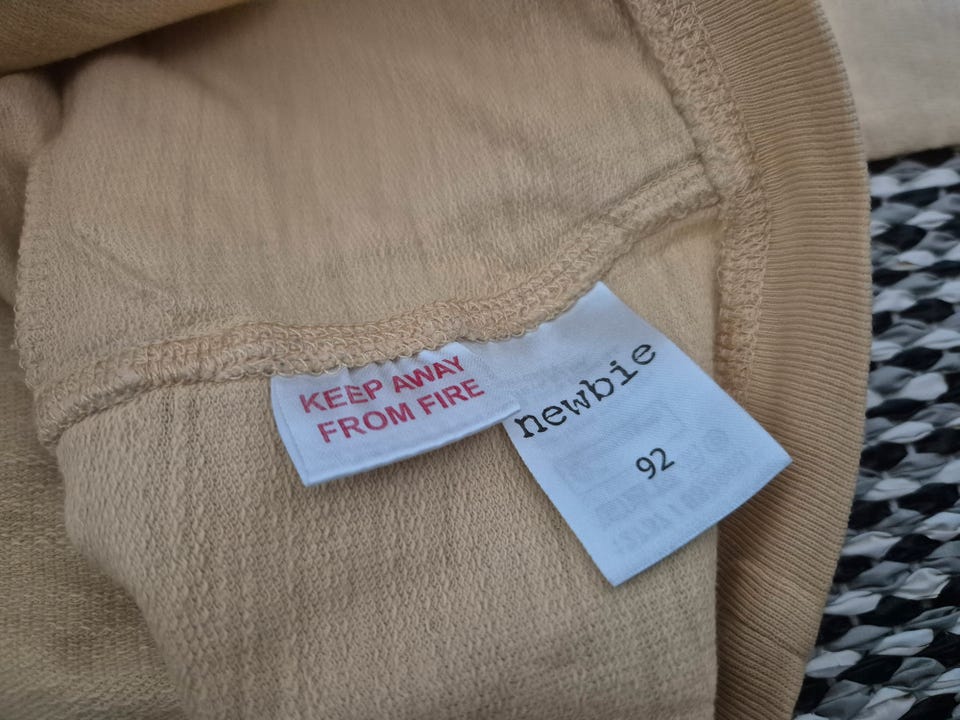 KEEP AWAY
FROM FIRE
newbie
92